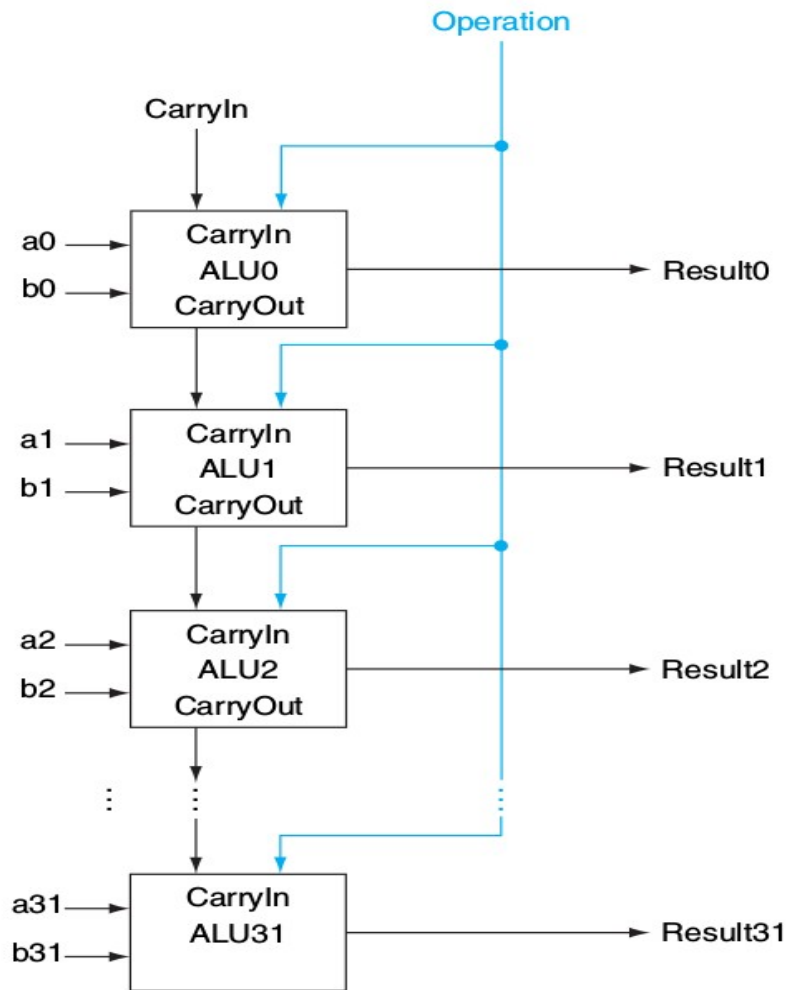 Operation
CarryIn
a0
b0
CarryIn
ALU0
CarryOut
Result0
a1
b1
CarryIn
ALU1
CarryOut
Result1
a2
b2
CarryIn
ALU2
CarryOut
Result2
a31
b31
CarryIn
ALU31
Result31